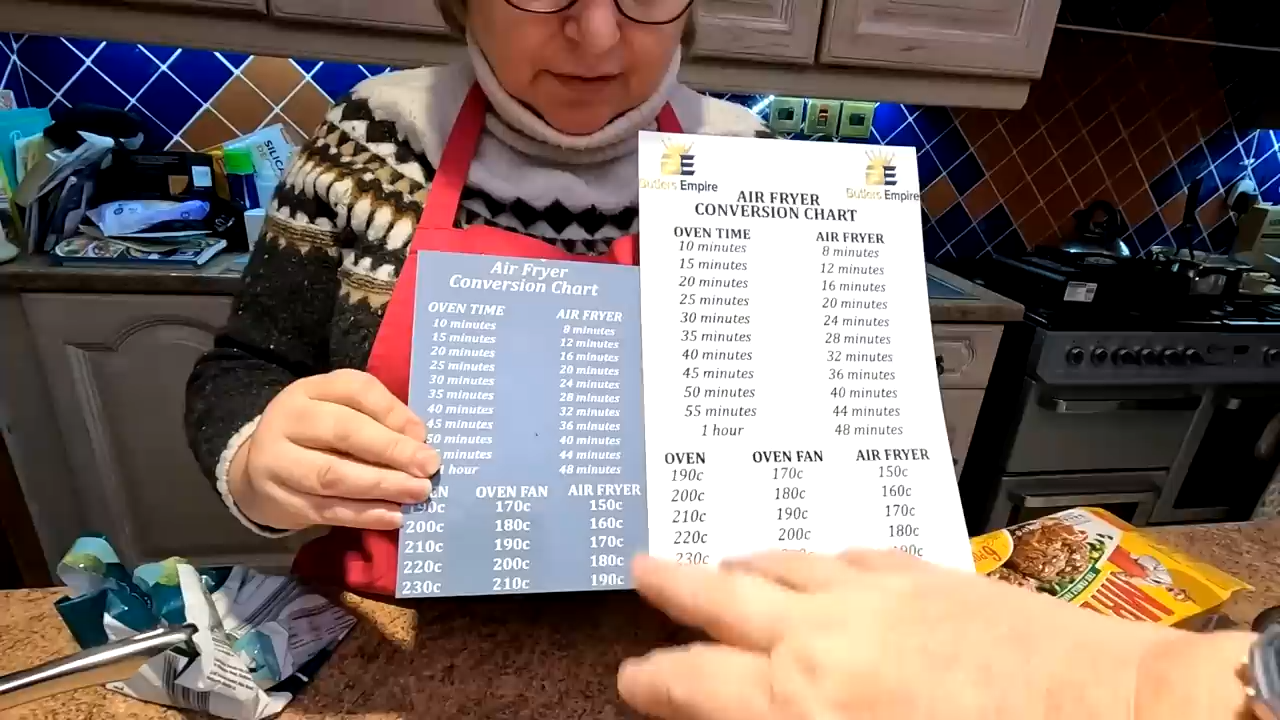 Air Fryer
Conversion Chart
OVEN TIME AIR FRYER
10 minutes 8 minutes
15 minutes 12 minutes
20 minutes 16 minutes
25 minutes 20 minutes
30 minutes 24 minutes
35 minutes 28 minutes
40 minutes 32 minutes
45 minutes 36 minutes
50 minutes 40 minutes
minutes 44 minutes
1 hour 48 minutes
OVEN FAN AIR FRYER
170c 150c
200c 180c 160c
210c 190c 170c
220c 200c 180c
230c 210c 190c
BE BE
Butlers Empire Butlers Empire
AIR FRYER
CONVERSION CHART
OVEN TIME AIR FRYER
10 minutes 8 minutes
15 minutes 12 minutes
20 minutes 16 minutes
25 minutes 20 minutes
30 minutes 24 minutes
35 minutes 28 minutes
40 minutes 32 minutes
45 minutes 36 minutes
50 minutes 40 minutes
55 minutes 44 minutes
1 hour 48 minutes
OVEN OVEN FAN AIR FRYER
190c 170c 150c
200c 180c 160c
210c 190c 170c
220c 200c 180c
230c
SILICA